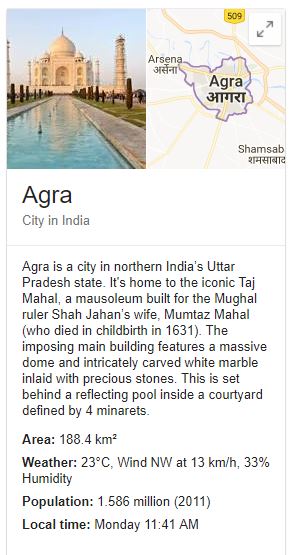 509
Arsena
अर्सेना
Agra
आगरा
Shamsab
शमसाबाद
Agra
City in India
Agra is a city in northern India’s Uttar
Pradesh state. It's home to the iconic Taj
Mahal, a mausoleum built for the Mughal
ruler Shah Jahan’s wife, Mumtaz Mahal
(who died in childbirth in 1631). The
imposing main building features a massive
dome and intricately carved white marble
inlaid with precious stones. This is set
behind a reflecting pool inside a courtyard
defined by 4 minarets.
Area: 188.4 km²
Weather: 23°C, Wind NW at 13 km/h, 33%
Humidity
Population: 1.586 million (2011)
Local time: Monday 11:41 AM